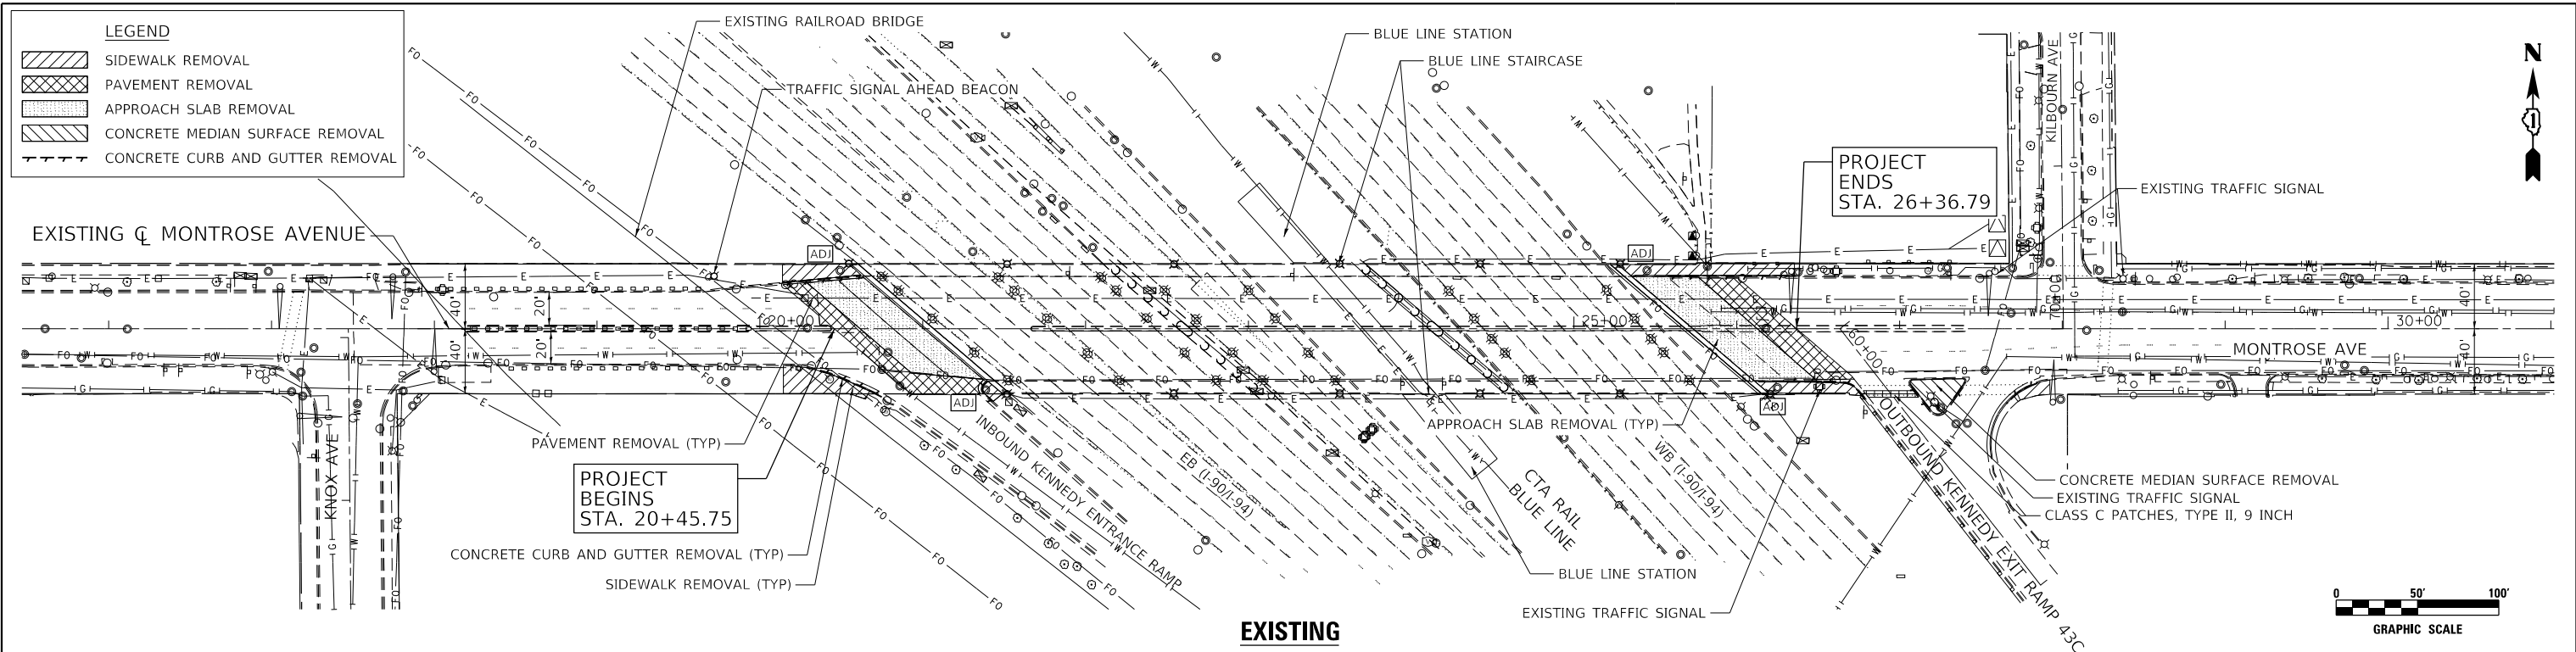 LEGEND
SIDEWALK REMOVAL
PAVEMENT REMOVAL
APPROACH SLAB REMOVAL
CONCRETE MEDIAN SURFACE REMOVAL
CONCRETE CURB AND GUTTER REMOVAL
EXISTING RAILROAD BRIDGE
TRAFFIC SIGNAL AHEAD BEACON
BLUE LINE STATION
BLUE LINE STAIRCASE
PROJECT
ENDS
STA. 26+36.79
KILBOURN AVE
EXISTING TRAFFIC SIGNAL
N
1
EXISTING ℄ MONTROSE AVENUE
ADJ
ADJ
40'
20'
40'
20'
20+00
25+00
60+00
70+00
30+00
40'
40'
MONTROSE AVE
ADJ
ADJ
KNOX AVE
PAVEMENT REMOVAL (TYP)
PROJECT
BEGINS
STA. 20+45.75
CONCRETE CURB AND GUTTER REMOVAL (TYP)
SIDEWALK REMOVAL (TYP)
INBOUND KENNEDY ENTRANCE RAMP
EB (I-90/I-94)
APPROACH SLAB REMOVAL (TYP)
CTA RAIL
BLUE LINE
WB (I-90/I-94)
BLUE LINE STATION
EXISTING TRAFFIC SIGNAL
OUTBOUND KENNEDY EXIT RAMP 43C
CONCRETE MEDIAN SURFACE REMOVAL
EXISTING TRAFFIC SIGNAL
CLASS C PATCHES, TYPE II, 9 INCH
0 50' 100'
GRAPHIC SCALE
EXISTING